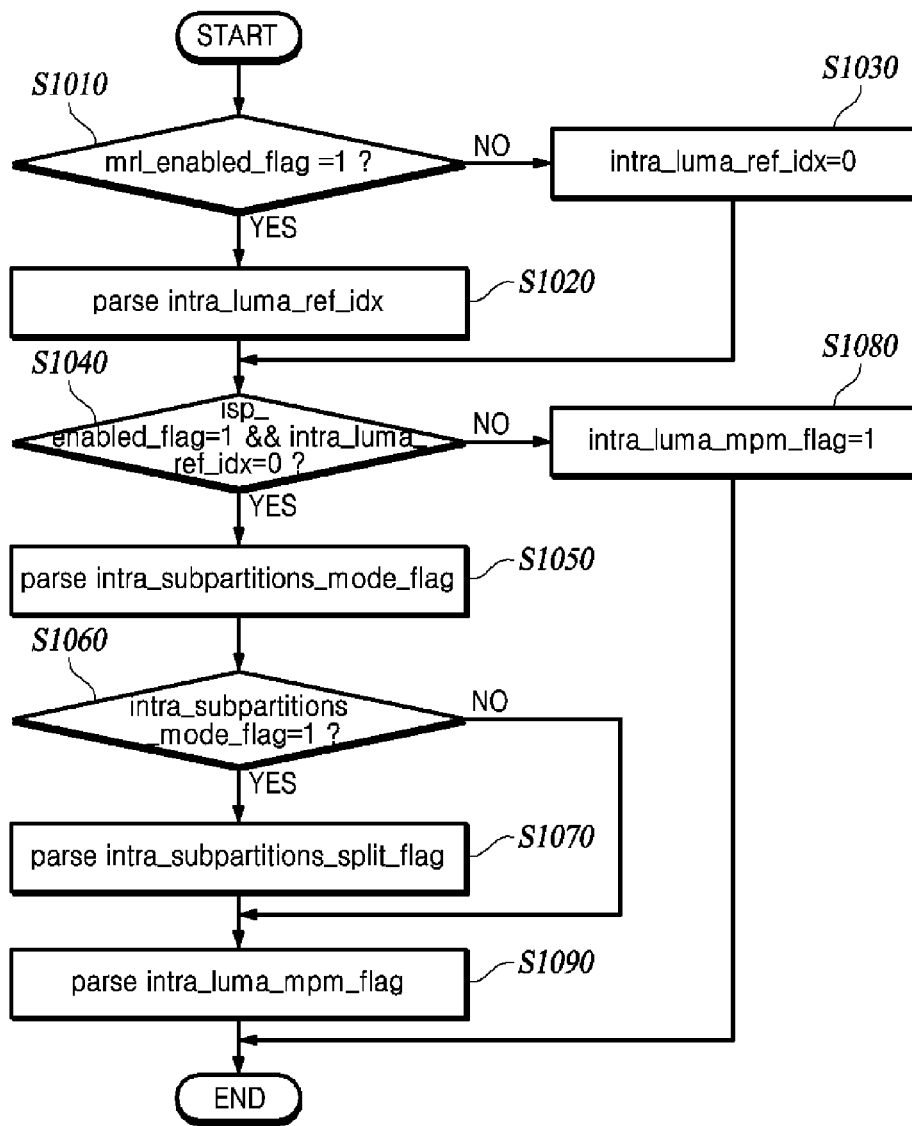 START
S1010
mrl_enabled_flag =1 ?
NO
S1030
intra_luma_ref_idx=0
YES
parse intra_luma_ref_idx
S1020
S1040
isp_
enabled_flag=1 && intra_luma_
ref_idx=0 ?
NO
S1080
intra_luma_mpm_flag=1
YES
parse intra_subpartitions_mode_flag
S1050
S1060
intra_subpartitions
_mode_flag=1 ?
NO
YES
parse intra_subpartitions_split_flag
S1070
parse intra_luma_mpm_flag
S1090
END